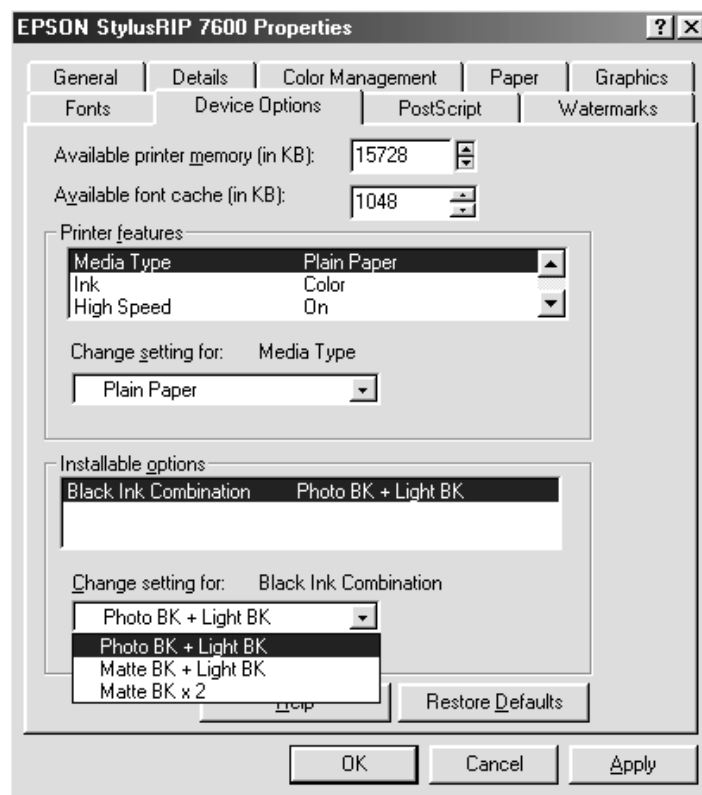 EPSON StylusRIP 7600 Properties ? ×
General Details Color Management Paper Graphics
Fonts Device Options PostScript Watermarks
Available printer memory (in KB): 15728
Available font cache (in KB): 1048
Printer features
Media Type Plain Paper
Ink Color
High Speed On
Change setting for: Media Type
Plain Paper
Installable options
Black Ink Combination Photo BK + Light BK
Change setting for: Black Ink Combination
Photo BK + Light BK
Photo BK + Light BK
Matte BK + Light BK
Matte BK x 2
Help Restore Defaults
OK Cancel Apply